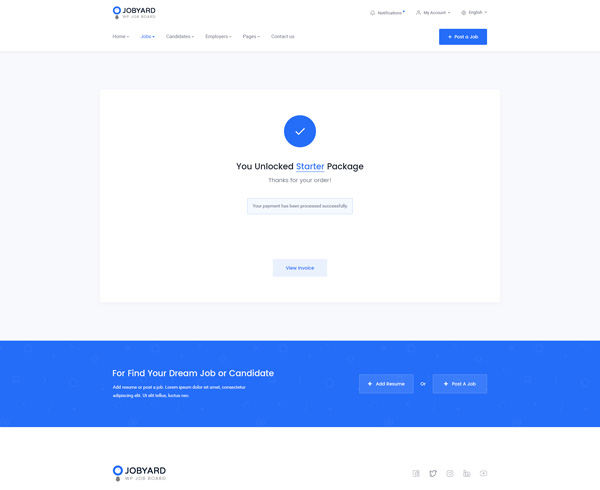 JOBYARD
WP JOB BOARD
Notifications
My Account
English
Home
Jobs
Candidates
Employers
Pages
Contact us
+ Post a Job
You Unlocked Starter Package
Thanks for your order!
Your payment has been processed successfully.
View Invoice
For Find Your Dream Job or Candidate
Add resume or post a job. Lorem ipsum dolor sit amet, consectetur
adipiscing elit. Ut elit tellus, luctus nec.
+ Add Resume
Or
+ Post A Job
JOBYARD
WP JOB BOARD